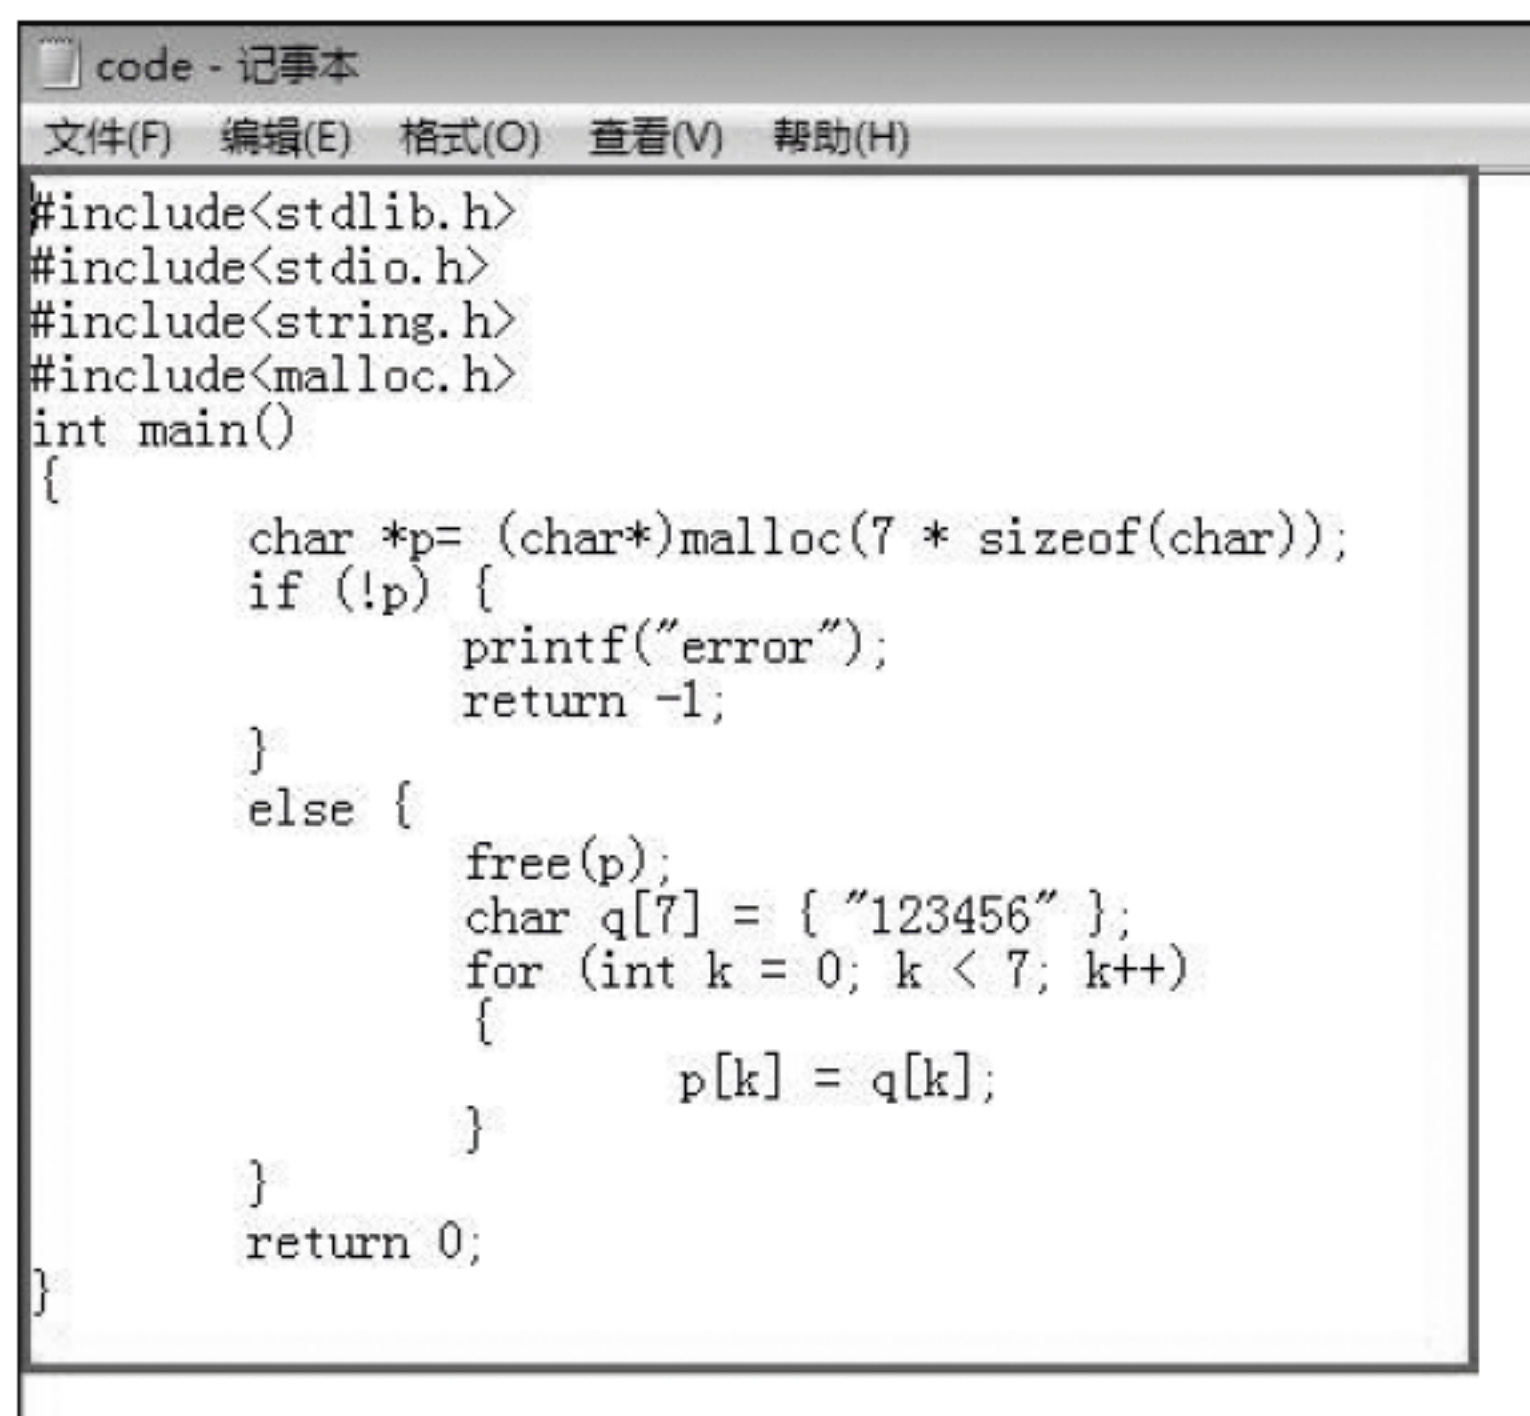 code - 记事本
文件(F) 编辑(E) 格式(O) 查看(V) 帮助(H)
#include<stdlib.h>
#include<stdio.h>
#include<string.h>
#include<malloc.h>
int main()
{
        char *p= (char*)malloc(7 * sizeof(char));
        if (!p) {
                printf("error");
                return -1;
        }
        else {
                free(p);
                char q[7] = { "123456" };
                for (int k = 0; k < 7; k++)
                {
                        p[k] = q[k];
                }
        }
        return 0;
}